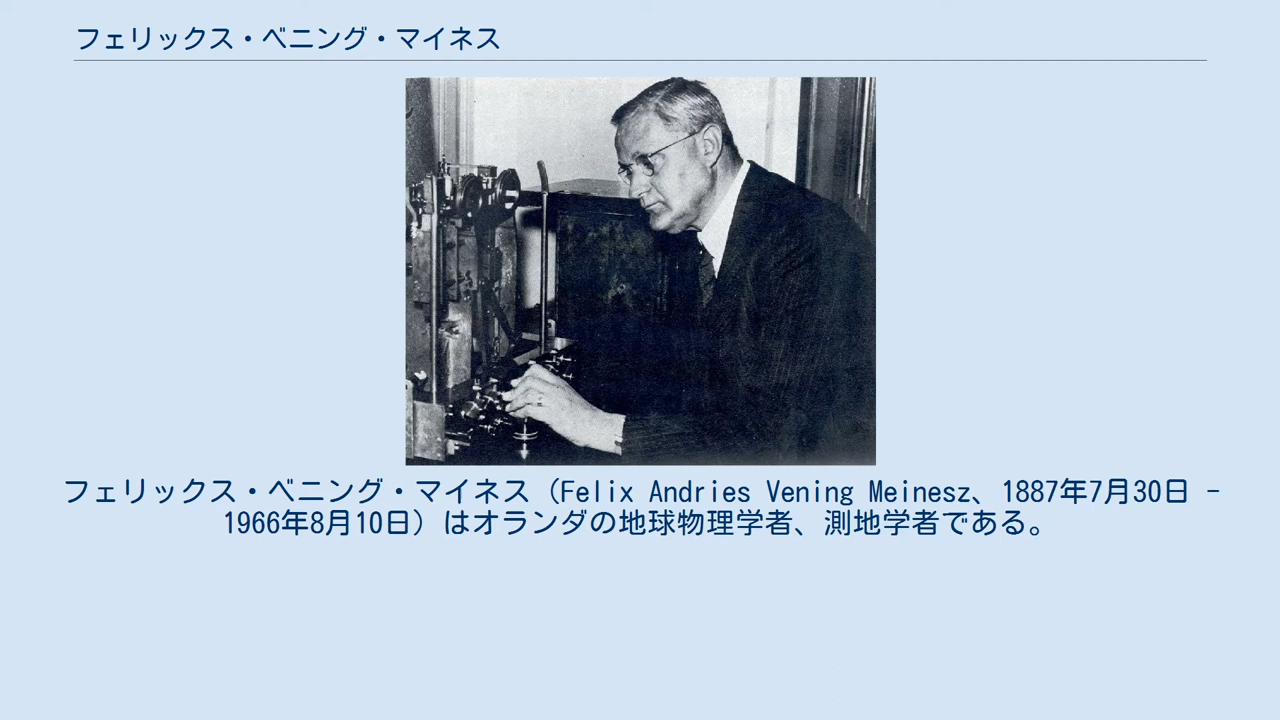 フェリックス・ベニング・マイネス
フェリックス・ベニング・マイネス（Felix Andries Vening Meinesz、1887年7月30日 -
1966年8月10日）はオランダの地球物理学者、測地学者である。